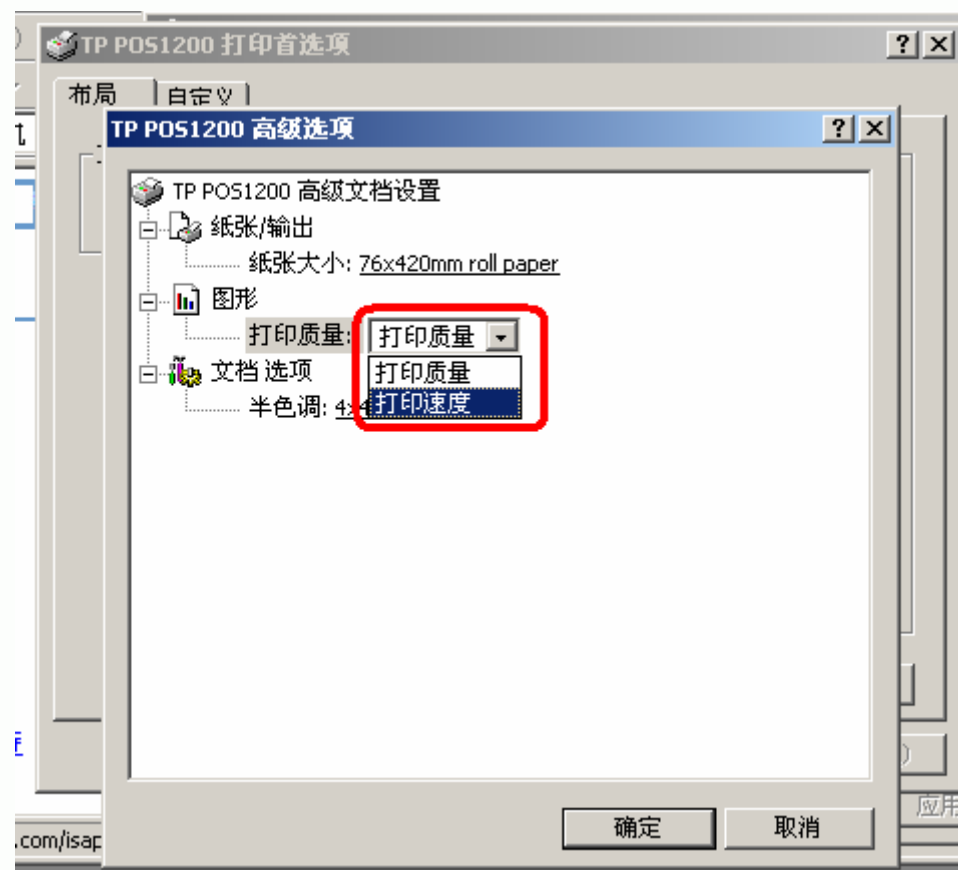 TP POS1200 打印首选项
布局
自定义
TP POS1200 高级选项
TP POS1200 高级文档设置
纸张/输出
纸张大小: 76x420mm roll paper
图形
打印质量: 打印质量
打印质量
文档选项
打印速度
半色调:
确定
取消
应用
.com/isap